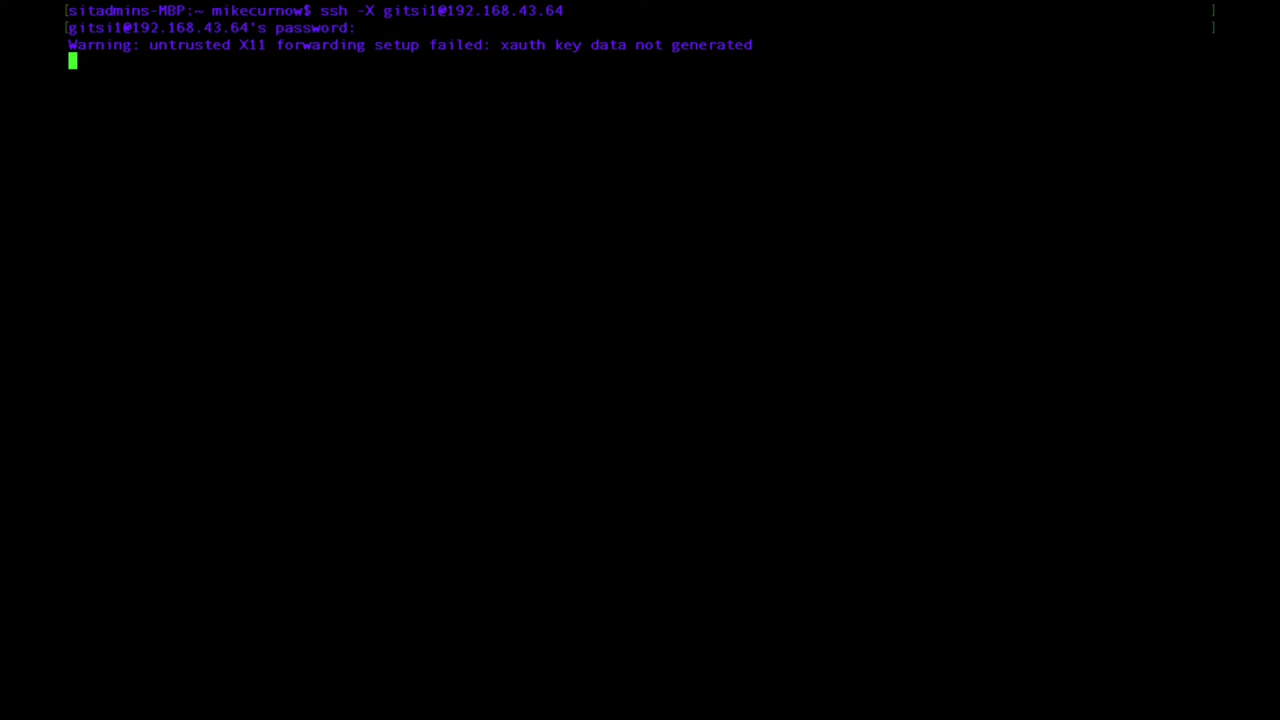 [sitadmins-MBP:~ mikecurnow$ ssh -X gitsi1@192.168.43.64 ]
[gitsi1@192.168.43.64's password: ]
Warning: untrusted X11 forwarding setup failed: xauth key data not generated